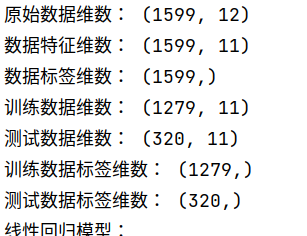 原始数据维数： (1599, 12)
数据特征维数： (1599, 11)
数据标签维数： (1599,)
训练数据维数： (1279, 11)
测试数据维数： (320, 11)
训练数据标签维数： (1279,)
测试数据标签维数： (320,)
线性回归模型：